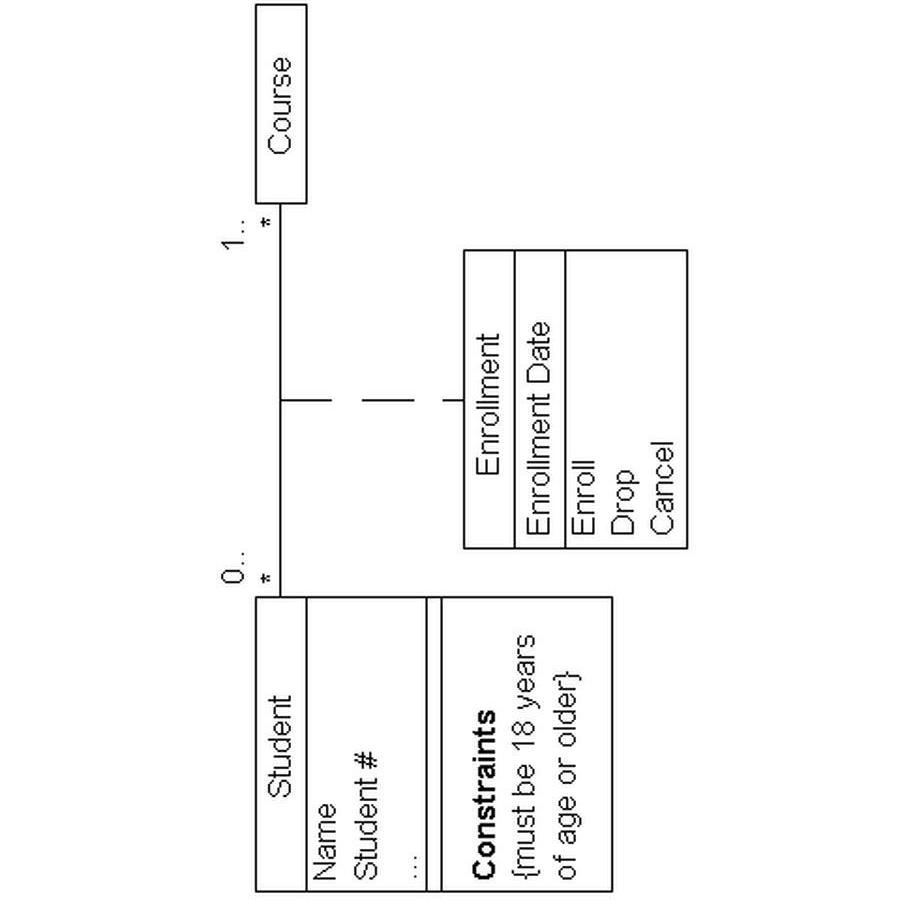 Student
Name
Student #
...
Constraints
{must be 18 years
of age or older}
0..
*
1..
*
Course
Enrollment
Enrollment Date
Enroll
Drop
Cancel